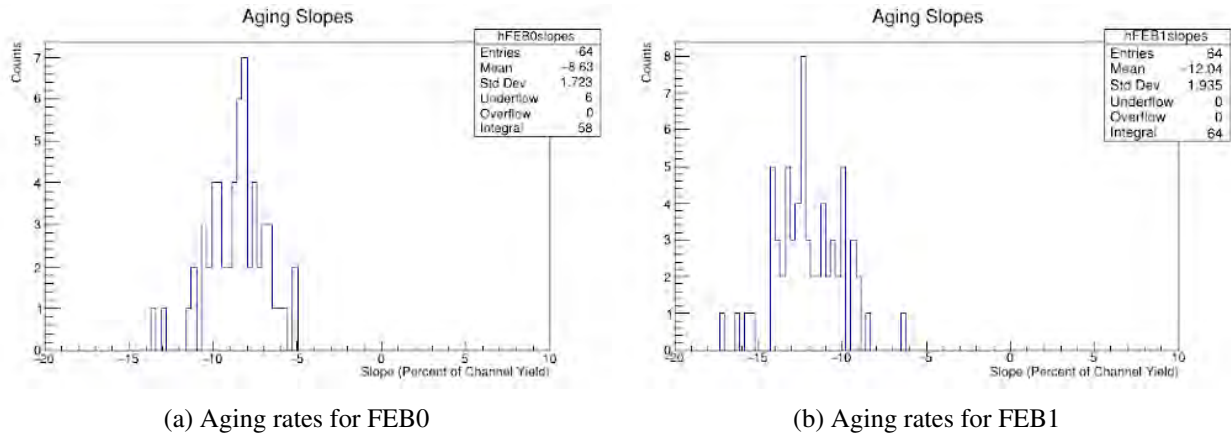 Aging Slopes
hFEB0slopes
Entries 64
Mean −8.63
Std Dev 1.723
Underflow 6
Overflow 0
Integral 58
Counts
7
6
5
4
3
2
1
0
−20 −15 −10 −5 0 5 10
Slope (Percent of Channel Yield)
(a) Aging rates for FEB0
Aging Slopes
hFEB1slopes
Entries 64
Mean −12.04
Std Dev 1.935
Underflow 0
Overflow 0
Integral 64
Counts
8
7
6
5
4
3
2
1
0
−20 −15 −10 −5 0 5 10
Slope (Percent of Channel Yield)
(b) Aging rates for FEB1